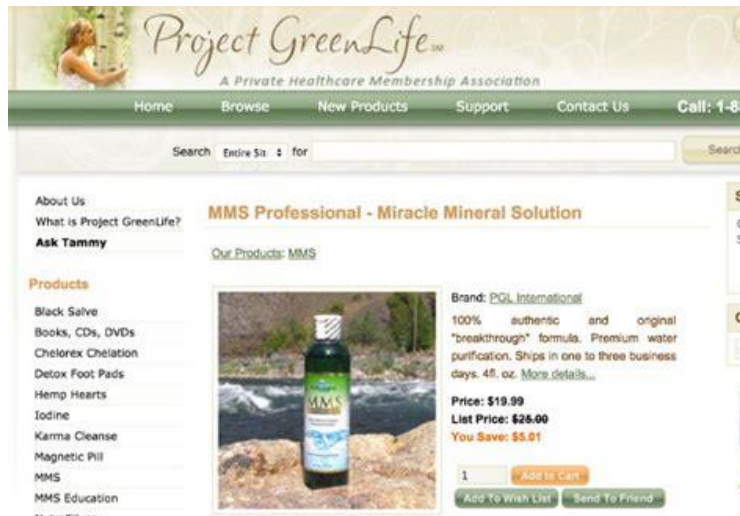 Project GreenLife SM
A Private Healthcare Membership Association
Home Browse New Products Support Contact Us Call: 1-8
Search Entire Sit for Search
About Us
What is Project GreenLife?
Ask Tammy
Products
Black Salve
Books, CDs, DVDs
Chelorex Chelation
Detox Foot Pads
Hemp Hearts
Iodine
Karma Cleanse
Magnetic Pill
MMS
MMS Education
MMS Professional - Miracle Mineral Solution
Our Products: MMS
MMS
Brand: PGL International
100% authentic and original
"breakthrough" formula. Premium water
purification. Ships in one to three business
days. 4fl. oz. More details...
Price: $19.99
List Price: $25.00
You Save: $5.01
1 Add to Cart
Add To Wish List Send To Friend